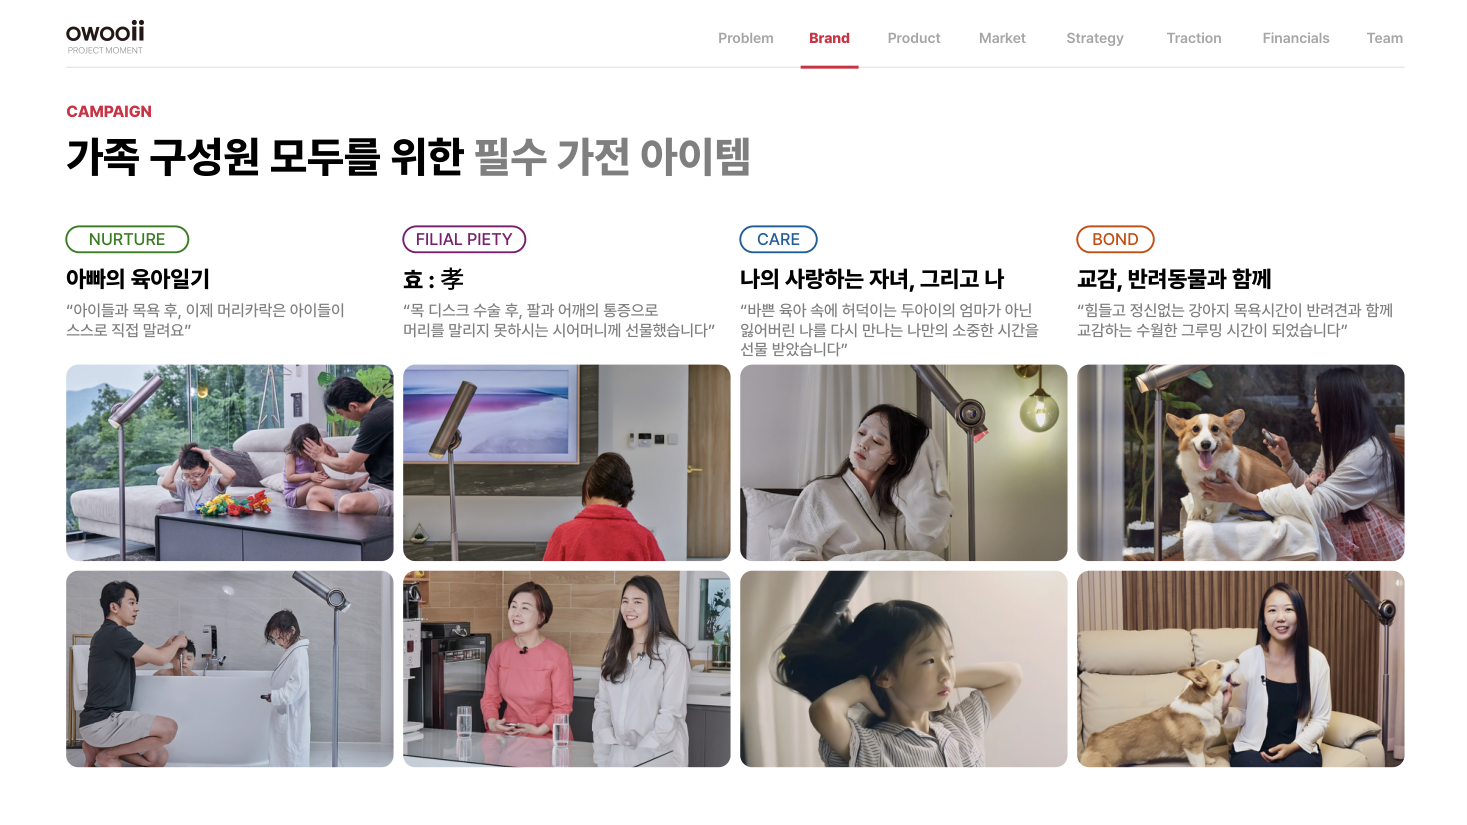 owooii
PROJECT MOMENT
Problem
Brand
Product
Market
Strategy
Traction
Financials
Team
CAMPAIGN
가족 구성원 모두를 위한 필수 가전 아이템
NURTURE
아빠의 육아일기
“아이들과 목욕 후, 이제 머리카락은 아이들이
스스로 직접 말려요”
FILIAL PIETY
효 : 孝
“목 디스크 수술 후, 팔과 어깨의 통증으로
머리를 말리지 못하시는 시어머니께 선물했습니다”
CARE
나의 사랑하는 자녀, 그리고 나
“바쁜 육아 속에 허덕이는 두아이의 엄마가 아닌
잃어버린 나를 다시 만나는 나만의 소중한 시간을
선물 받았습니다”
BOND
교감, 반려동물과 함께
“힘들고 정신없는 강아지 목욕시간이 반려견과 함께
교감하는 수월한 그루밍 시간이 되었습니다”